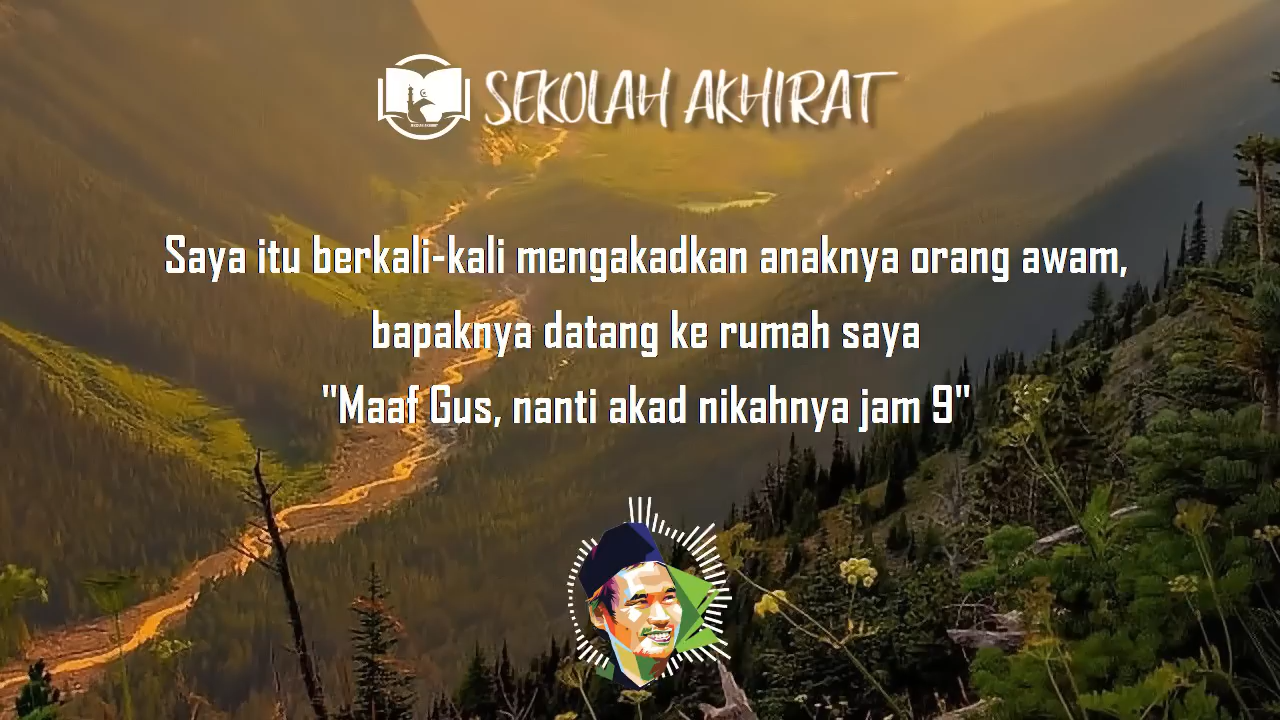 SEKOLAH AKHIRAT
Saya itu berkali-kali mengakadkan anaknya orang awam,
bapaknya datang ke rumah saya
"Maaf Gus, nanti akad nikahnya jam 9"